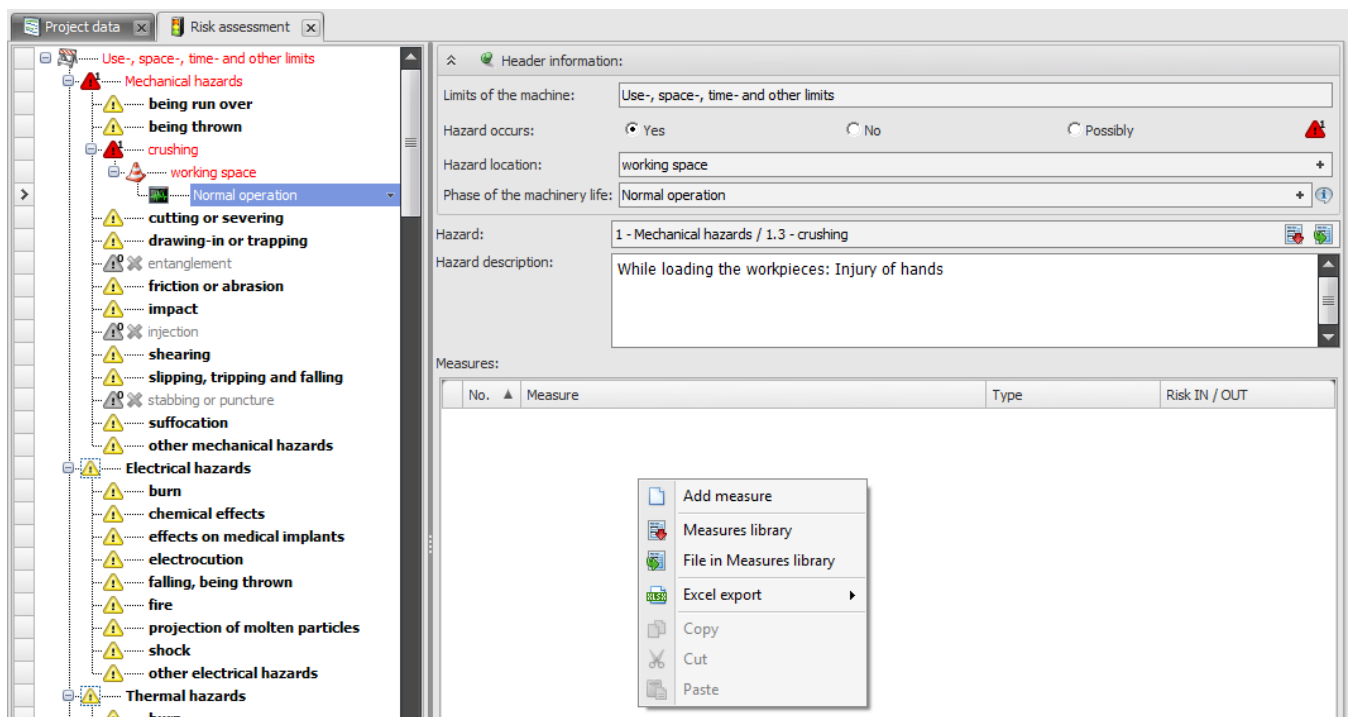 Project data
Risk assessment
Use-, space-, time- and other limits
Mechanical hazards
being run over
being thrown
crushing
working space
Normal operation
cutting or severing
drawing-in or trapping
entanglement
friction or abrasion
impact
injection
shearing
slipping, tripping and falling
stabbing or puncture
suffocation
other mechanical hazards
Electrical hazards
burn
chemical effects
effects on medical implants
electrocution
falling, being thrown
fire
projection of molten particles
shock
other electrical hazards
Thermal hazards
burn
Header information:
Limits of the machine: Use-, space-, time- and other limits
Hazard occurs: Yes No Possibly
Hazard location: working space
Phase of the machinery life: Normal operation
Hazard: 1 - Mechanical hazards / 1.3 - crushing
Hazard description: While loading the workpieces: Injury of hands
Measures:
No. Measure Type Risk IN / OUT
Add measure
Measures library
File in Measures library
XLSX Excel export
Copy
Cut
Paste